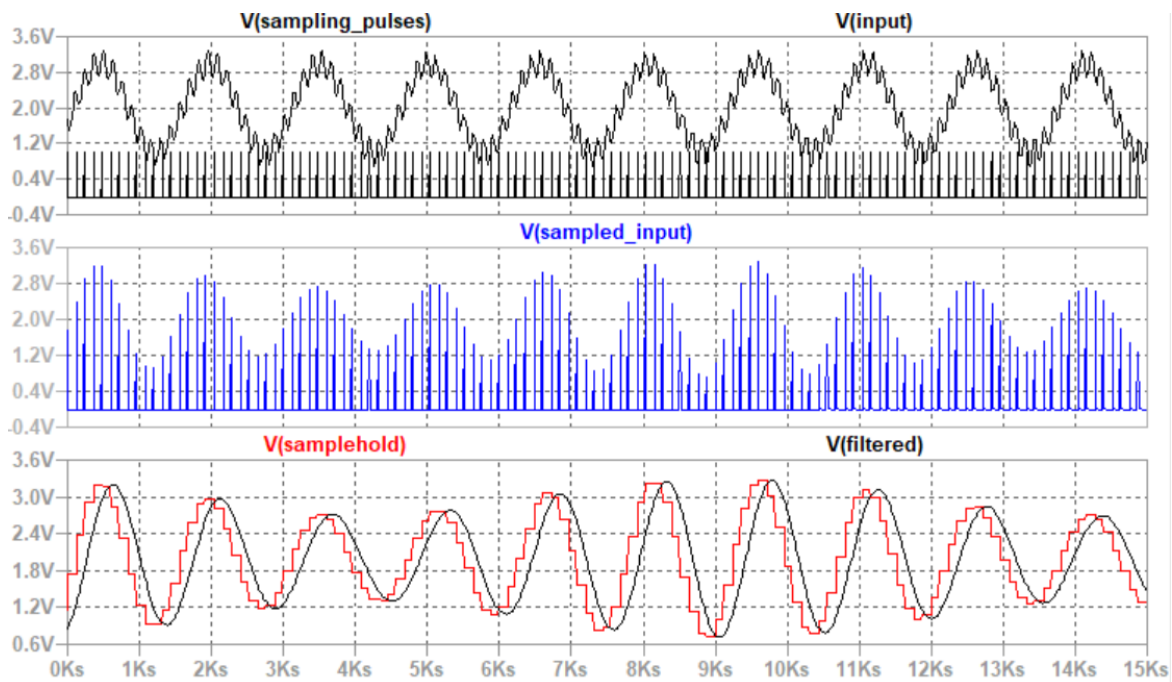 V(sampling_pulses) V(input)
3.6V
2.8V
2.0V
1.2V
0.4V
-0.4V
V(sampled_input)
3.6V
2.8V
2.0V
1.2V
0.4V
-0.4V
V(samplehold) V(filtered)
3.6V
3.0V
2.4V
1.8V
1.2V
0.6V
0Ks 1Ks 2Ks 3Ks 4Ks 5Ks 6Ks 7Ks 8Ks 9Ks 10Ks 11Ks 12Ks 13Ks 14Ks 15Ks